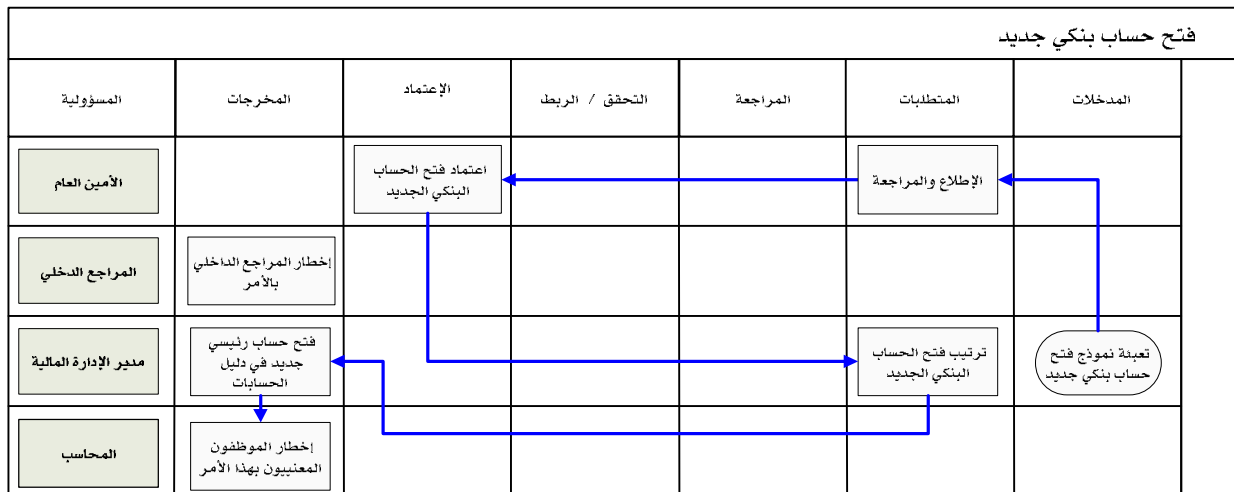 فتح حساب بنكي جديد
المدخلات
المتطلبات
المراجعة
التحقق / الربط
الإعتماد
المخرجات
المسؤولية
الإطلاع والمراجعة
اعتماد فتح الحساب
البنكي الجديد
الأمين العام
إخطار المراجع الداخلي
بالأمر
المراجع الدخلي
تعبئة نموذج فتح
حساب بنكي جديد
ترتيب فتح الحساب
البنكي الجديد
فتح حساب رئيسي
جديد في دليل
الحسابات
مدير الإدارة المالية
إخطار الموظفون
المعنييون بهذا الأمر
المحاسب